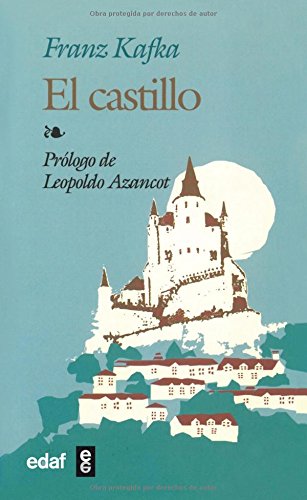 Obra protegida por derechos de autor
Franz Kafka
El castillo
Prólogo de
Leopoldo Azancot
edaf
Obra protegida por derechos de autor